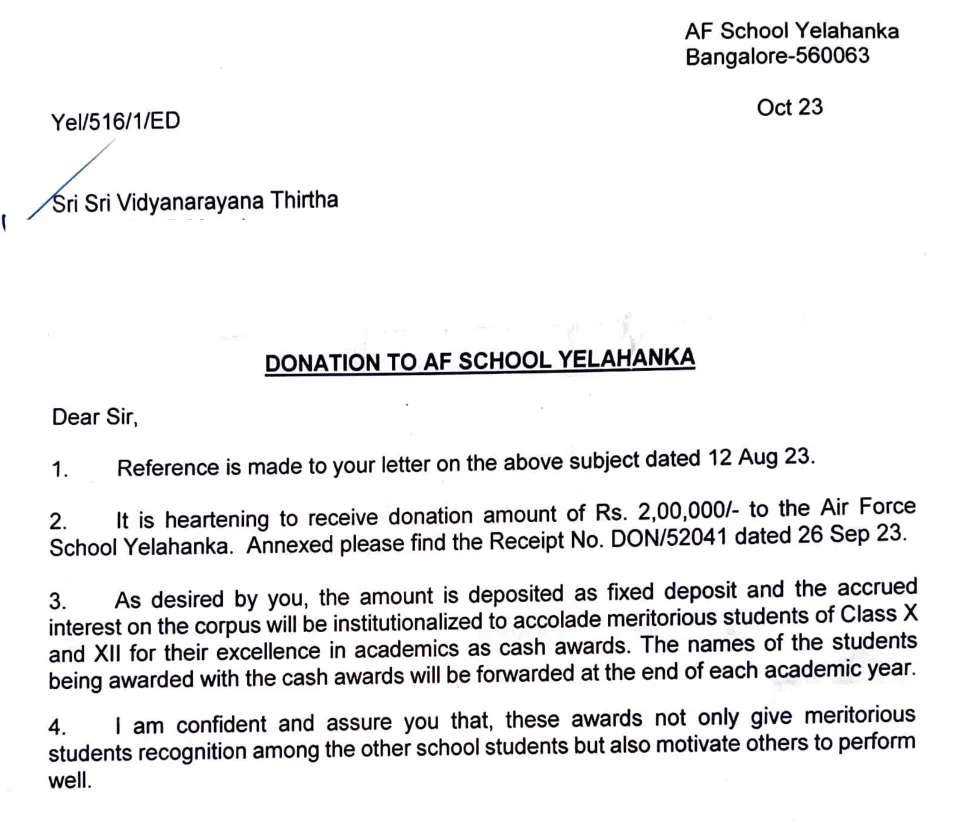 AF School Yelahanka
Bangalore-560063
Oct 23
Yel/516/1/ED
Sri Sri Vidyanarayana Thirtha
DONATION TO AF SCHOOL YELAHANKA
Dear Sir,
1. Reference is made to your letter on the above subject dated 12 Aug 23.
2. It is heartening to receive donation amount of Rs. 2,00,000/- to the Air Force
School Yelahanka. Annexed please find the Receipt No. DON/52041 dated 26 Sep 23.
3. As desired by you, the amount is deposited as fixed deposit and the accrued
interest on the corpus will be institutionalized to accolade meritorious students of Class X
and XII for their excellence in academics as cash awards. The names of the students
being awarded with the cash awards will be forwarded at the end of each academic year.
4. I am confident and assure you that, these awards not only give meritorious
students recognition among the other school students but also motivate others to perform
well.